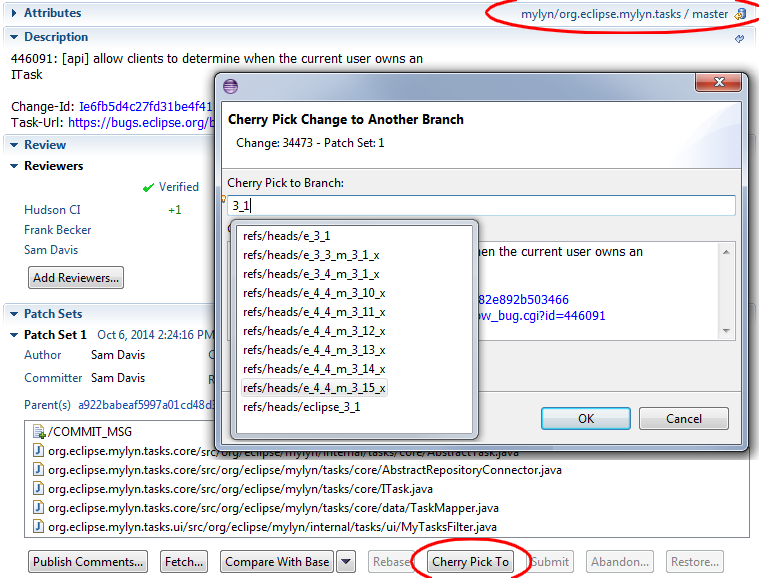 Attributes
mylyn/org.eclipse.mylyn.tasks / master
Description
446091: [api] allow clients to determine when the current user owns an
ITask
Change-Id: Ie6fb5d4c27fd31be4f41
Task-Url: https://bugs.eclipse.org/b
Review
Reviewers
Verified
Hudson CI +1
Frank Becker
Sam Davis
Add Reviewers...
Patch Sets
Patch Set 1 Oct 6, 2014 2:24:16 PM
Author Sam Davis
Committer Sam Davis
Parent(s) a922babeaf5997a01cd48d
/COMMIT_MSG
org.eclipse.mylyn.tasks.core/src/org/eclipse/mylyn/internal/tasks/core/AbstractTask.java
org.eclipse.mylyn.tasks.core/src/org/eclipse/mylyn/tasks/core/AbstractRepositoryConnector.java
org.eclipse.mylyn.tasks.core/src/org/eclipse/mylyn/tasks/core/ITask.java
org.eclipse.mylyn.tasks.core/src/org/eclipse/mylyn/tasks/core/data/TaskMapper.java
org.eclipse.mylyn.tasks.ui/src/org/eclipse/mylyn/internal/tasks/ui/MyTasksFilter.java
Publish Comments... Fetch... Compare With Base Rebase Cherry Pick To Submit Abandon... Restore...
Cherry Pick Change to Another Branch
Change: 34473 - Patch Set: 1
Cherry Pick to Branch:
3_1
refs/heads/e_3_1
refs/heads/e_3_3_m_3_1_x
refs/heads/e_3_4_m_3_1_x
refs/heads/e_4_4_m_3_10_x
refs/heads/e_4_4_m_3_11_x
refs/heads/e_4_4_m_3_12_x
refs/heads/e_4_4_m_3_13_x
refs/heads/e_4_4_m_3_14_x
refs/heads/e_4_4_m_3_15_x
refs/heads/eclipse_3_1
hen the current user owns an
82e892b503466
ow_bug.cgi?id=446091
OK Cancel